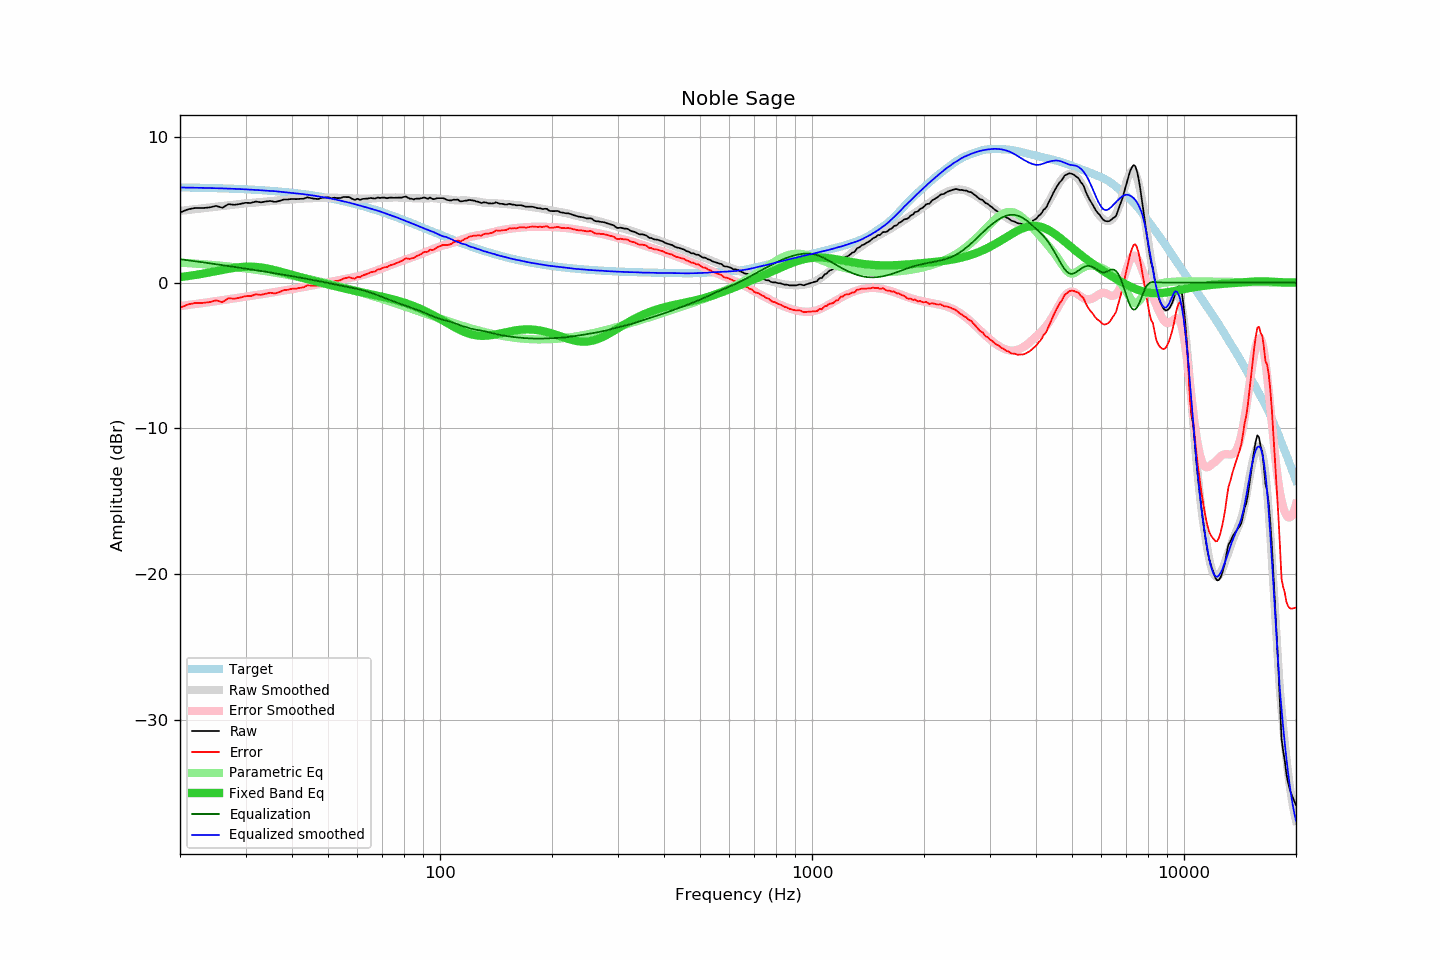 Noble Sage
10
0
−10
−20
−30
Amplitude (dBr)
Target
Raw Smoothed
Error Smoothed
Raw
Error
Parametric Eq
Fixed Band Eq
Equalization
Equalized smoothed
100
1000
10000
Frequency (Hz)